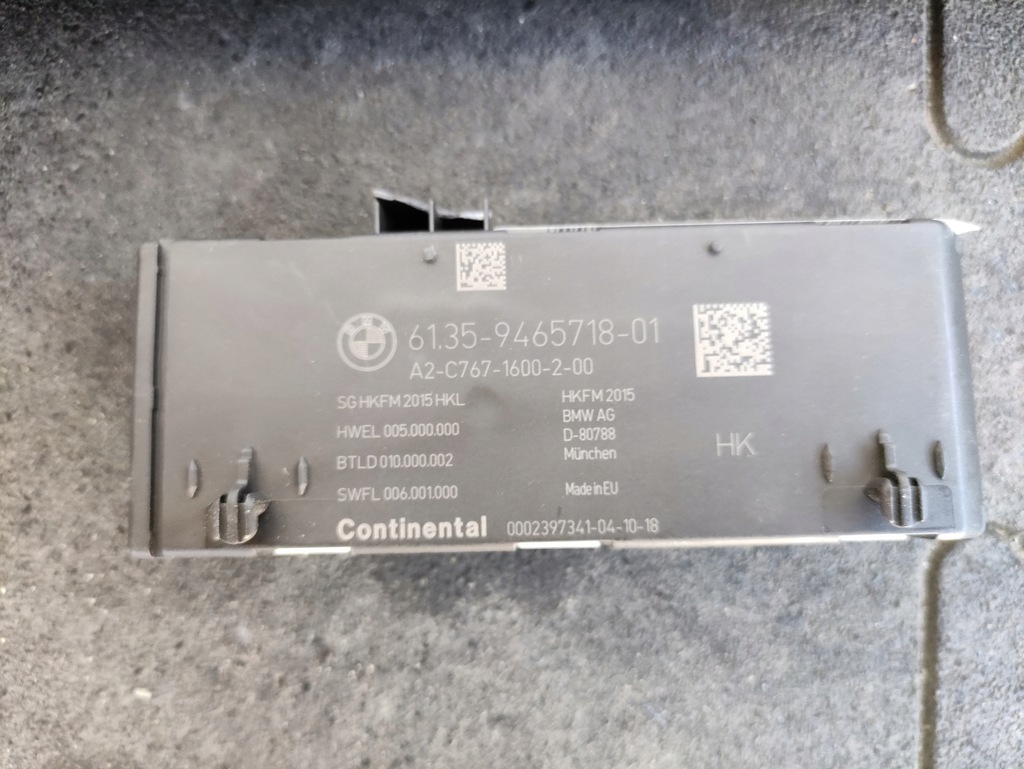 61.35-9465718-01
A2-C767-1600-2-00
SG HKFM 2015 HKL
HWEL 005.000.000
BTLD 010.000.002
SWFL 006.001.000
HKFM 2015
BMW AG
D-80788
München
Made in EU
HK
Continental 0002397341-04-10-18